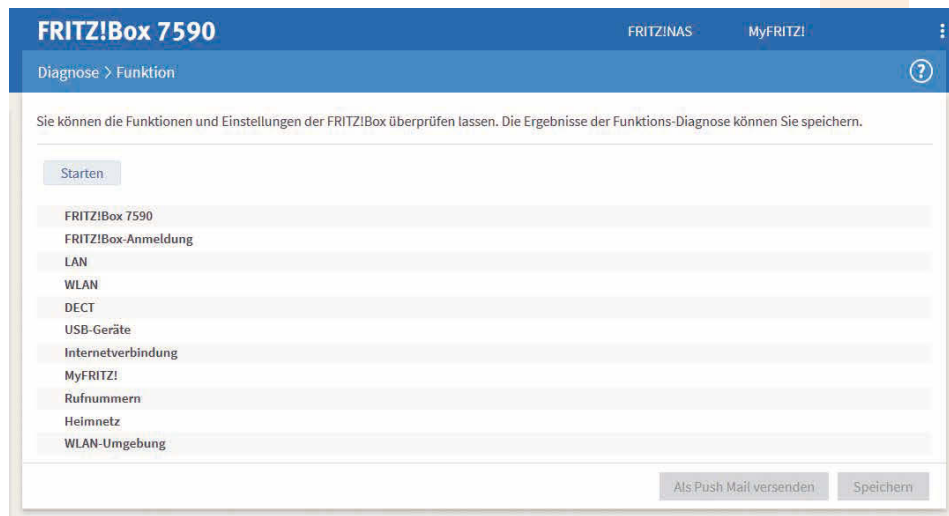 FRITZ!Box 7590
FRITZ!NAS
MyFRITZ!
Diagnose > Funktion
?
Sie können die Funktionen und Einstellungen der FRITZ!Box überprüfen lassen. Die Ergebnisse der Funktions-Diagnose können Sie speichern.
Starten
FRITZ!Box 7590
FRITZ!Box-Anmeldung
LAN
WLAN
DECT
USB-Geräte
Internetverbindung
MyFRITZ!
Rufnummern
Heimnetz
WLAN-Umgebung
Als Push Mail versenden
Speichern